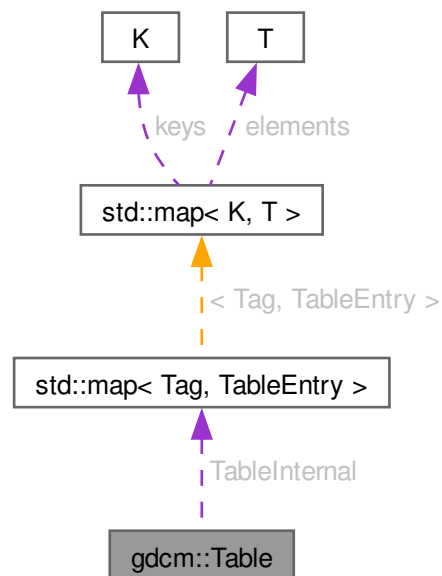 K
T
keys
elements
std::map< K, T >
< Tag, TableEntry >
std::map< Tag, TableEntry >
TableInternal
gdcm::Table